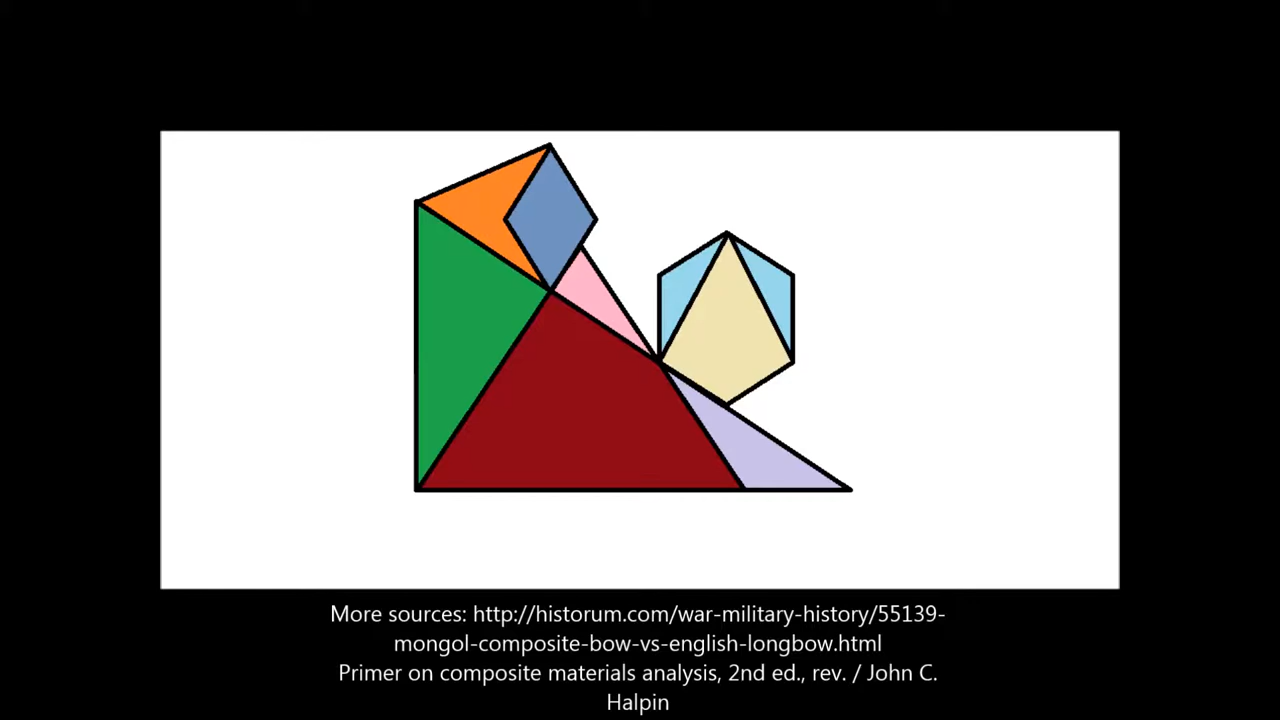 More sources: http://historum.com/war-military-history/55139-
mongol-composite-bow-vs-english-longbow.html
Primer on composite materials analysis, 2nd ed., rev. / John C.
Halpin